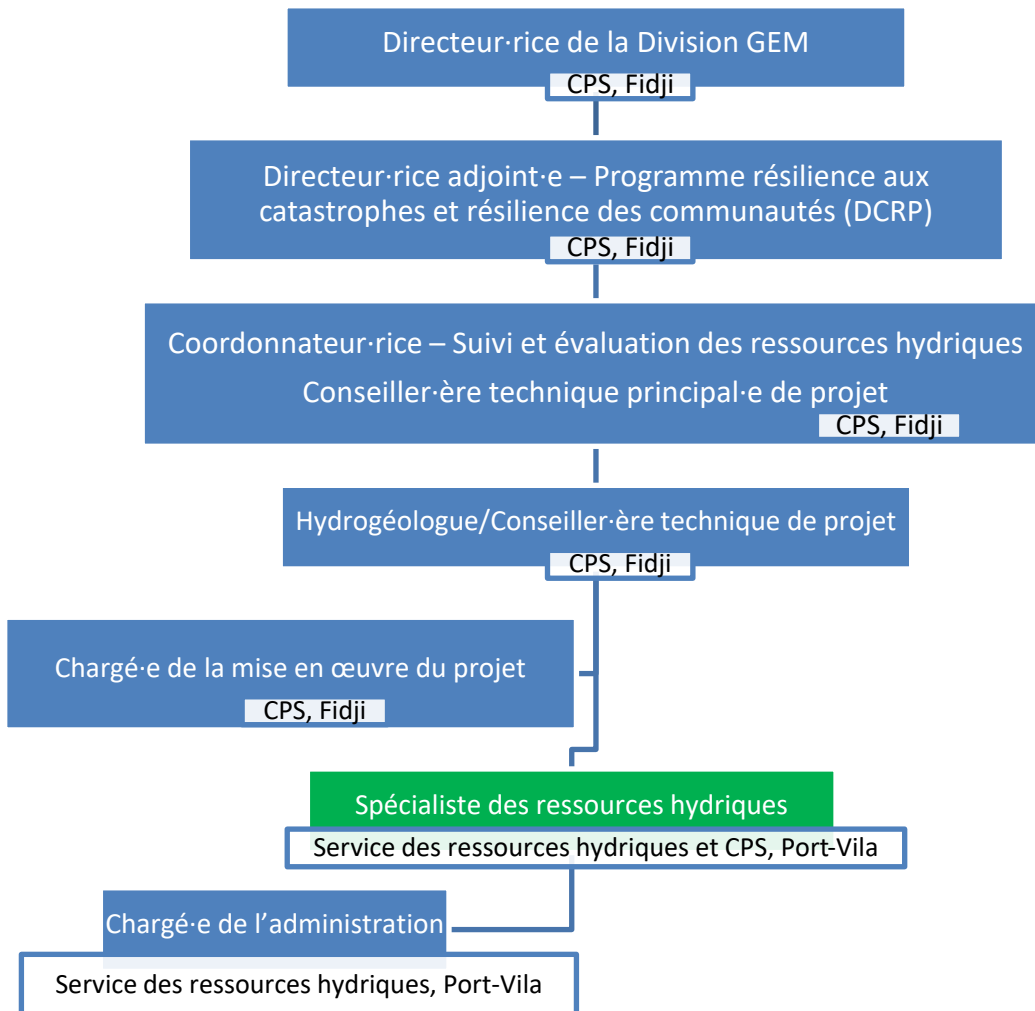 Directeur·rice de la Division GEM
CPS, Fidji
Directeur·rice adjoint·e – Programme résilience aux
catastrophes et résilience des communautés (DCRP)
CPS, Fidji
Coordonnateur·rice – Suivi et évaluation des ressources hydriques
Conseiller·ère technique principal·e de projet
CPS, Fidji
Hydrogéologue/Conseiller·ère technique de projet
CPS, Fidji
Chargé·e de la mise en œuvre du projet
CPS, Fidji
Spécialiste des ressources hydriques
Service des ressources hydriques et CPS, Port-Vila
Chargé·e de l’administration
Service des ressources hydriques, Port-Vila